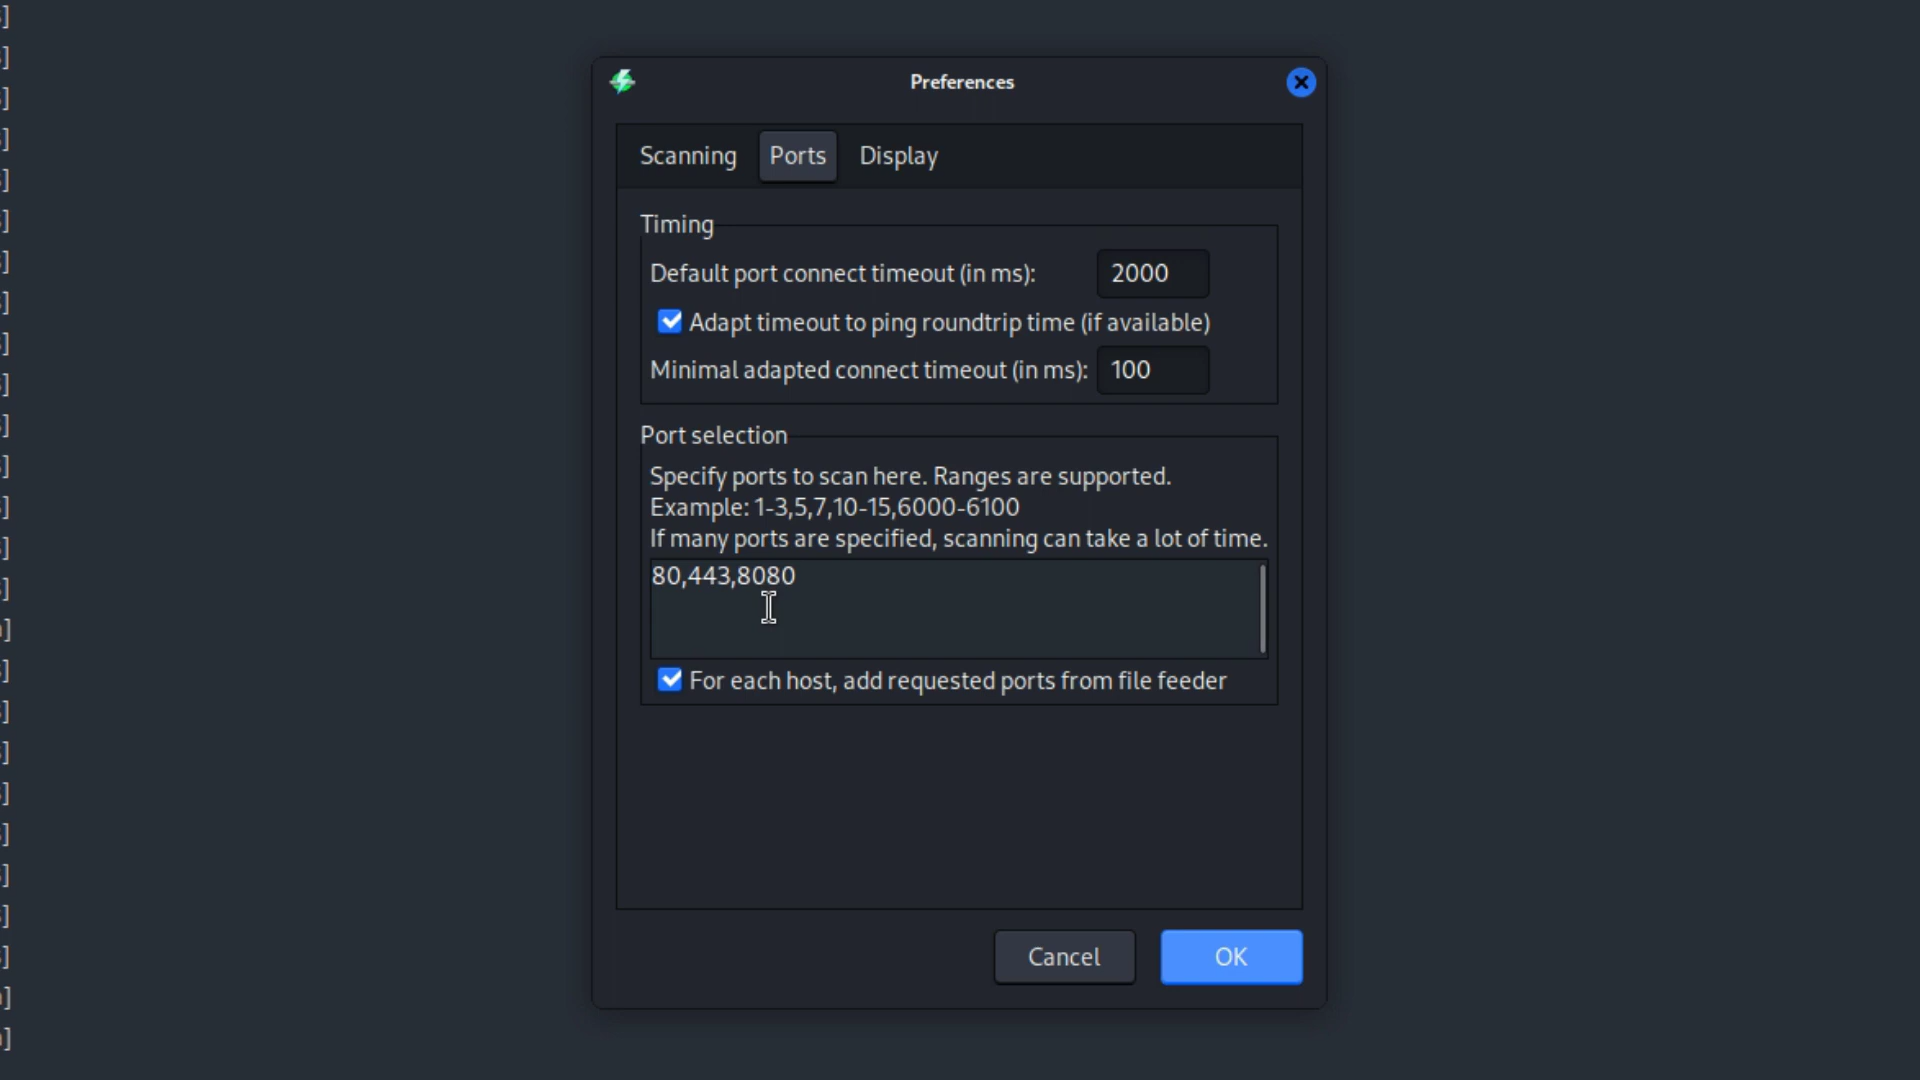 Preferences
Scanning Ports Display
Timing
Default port connect timeout (in ms): 2000
Adapt timeout to ping roundtrip time (if available)
Minimal adapted connect timeout (in ms): 100
Port selection
Specify ports to scan here. Ranges are supported.
Example: 1-3,5,7,10-15,6000-6100
If many ports are specified, scanning can take a lot of time.
80,443,8080
For each host, add requested ports from file feeder
Cancel OK